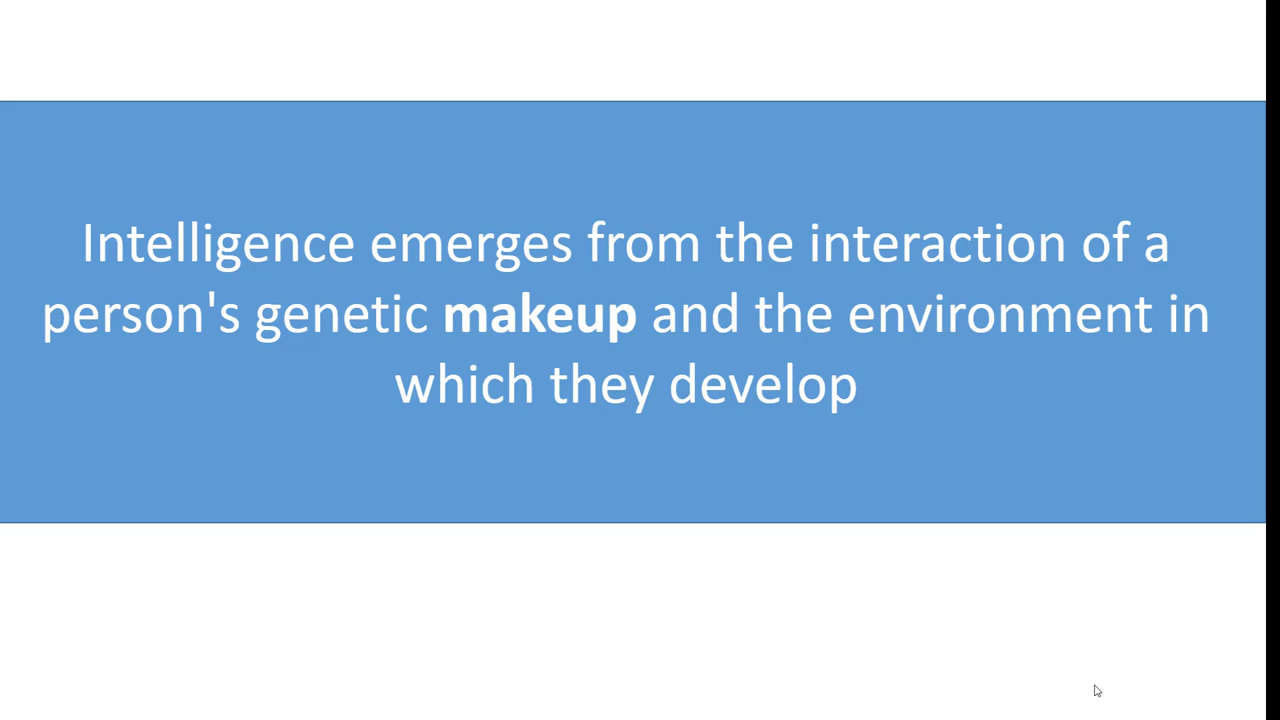 Intelligence emerges from the interaction of a
person's genetic makeup and the environment in
which they develop